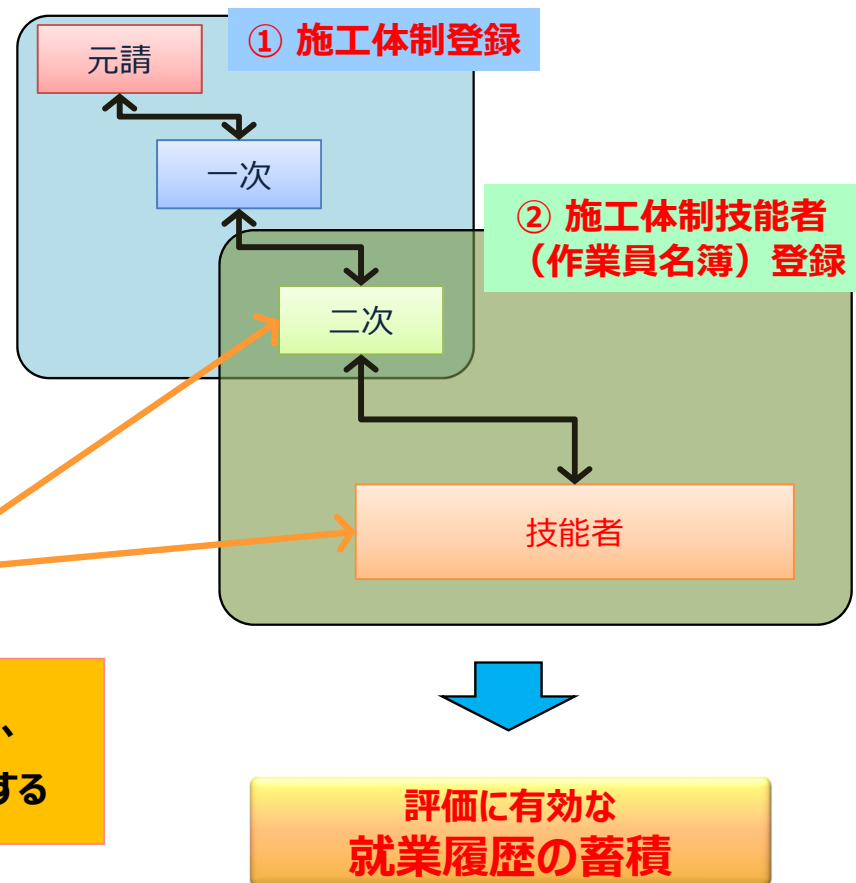 ① 施工体制登録
元請
一次
② 施工体制技能者
（作業員名簿）登録
二次
技能者
、
する
評価に有効な
就業履歴の蓄積